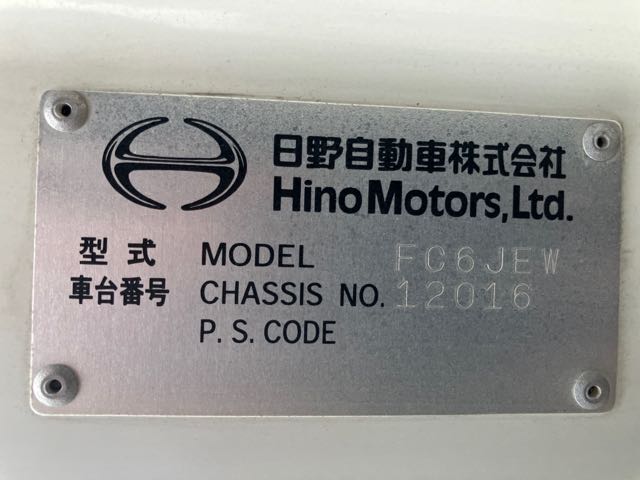 日野自動車株式会社
Hino Motors, Ltd.
型式 MODEL FC6JEW
車台番号 CHASSIS NO. 12016
P. S. CODE